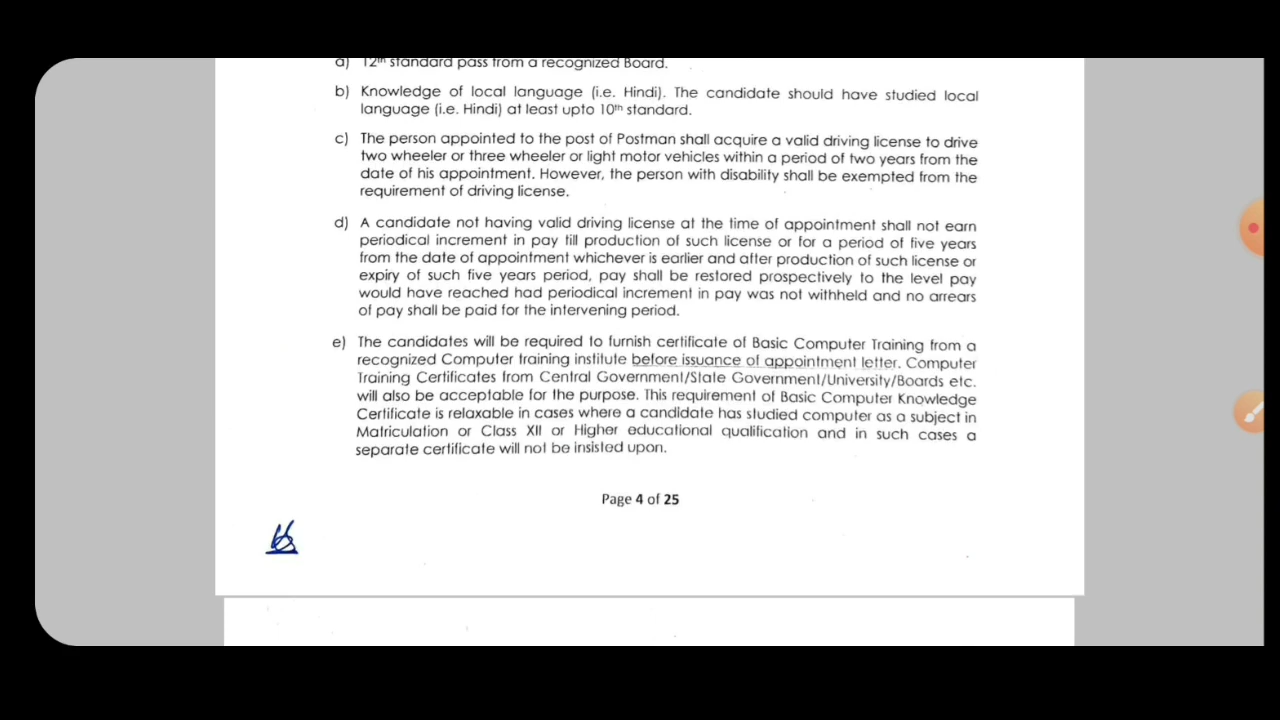 a) 12th standard pass from a recognized Board.
b) Knowledge of local language (i.e. Hindi). The candidate should have studied local
language (i.e. Hindi) at least upto 10th standard.
c) The person appointed to the post of Postman shall acquire a valid driving license to drive
two wheeler or three wheeler or light motor vehicles within a period of two years from the
date of his appointment. However, the person with disability shall be exempted from the
requirement of driving license.
d) A candidate not having valid driving license at the time of appointment shall not earn
periodical increment in pay till production of such license or for a period of five years
from the date of appointment whichever is earlier and after production of such license or
expiry of such five years period, pay shall be restored prospectively to the level pay
would have reached had periodical increment in pay was not withheld and no arrears
of pay shall be paid for the intervening period.
e) The candidates will be required to furnish certificate of Basic Computer Training from a
recognized Computer training institute before issuance of appointment letter. Computer
Training Certificates from Central Government/State Government/University/Boards etc.
will also be acceptable for the purpose. This requirement of Basic Computer Knowledge
Certificate is relaxable in cases where a candidate has studied computer as a subject in
Matriculation or Class XII or Higher educational qualification and in such cases a
separate certificate will not be insisted upon.
Page 4 of 25